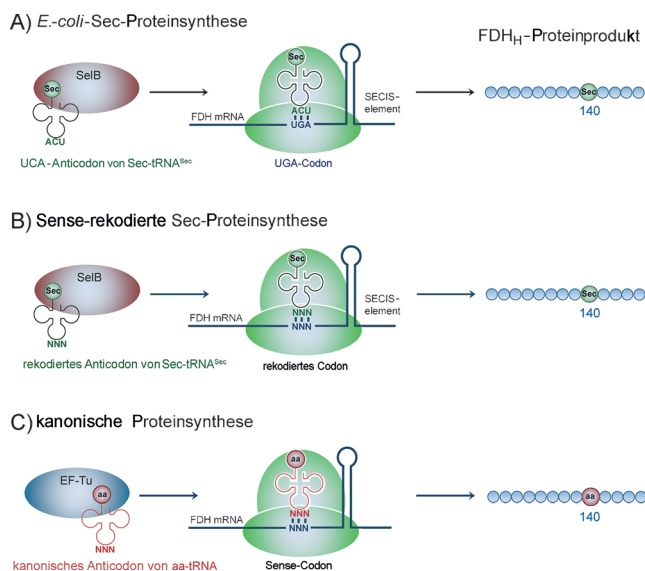 A) E.-coli-Sec-Proteinsynthese
FDHH-Proteinprodukt
Sec
SelB
ACU
UCA-Anticodon von Sec-tRNASec
Sec
ACU
UGA
FDH mRNA
SECIS-
element
UGA-Codon
Sec
140
B) Sense-rekodierte Sec-Proteinsynthese
Sec
SelB
NNN
rekodiertes Anticodon von Sec-tRNASec
Sec
NNN
NNN
FDH mRNA
SECIS-
element
rekodiertes Codon
Sec
140
C) kanonische Proteinsynthese
EF-Tu
aa
NNN
kanonisches Anticodon von aa-tRNA
aa
NNN
NNN
FDH mRNA
Sense-Codon
aa
140